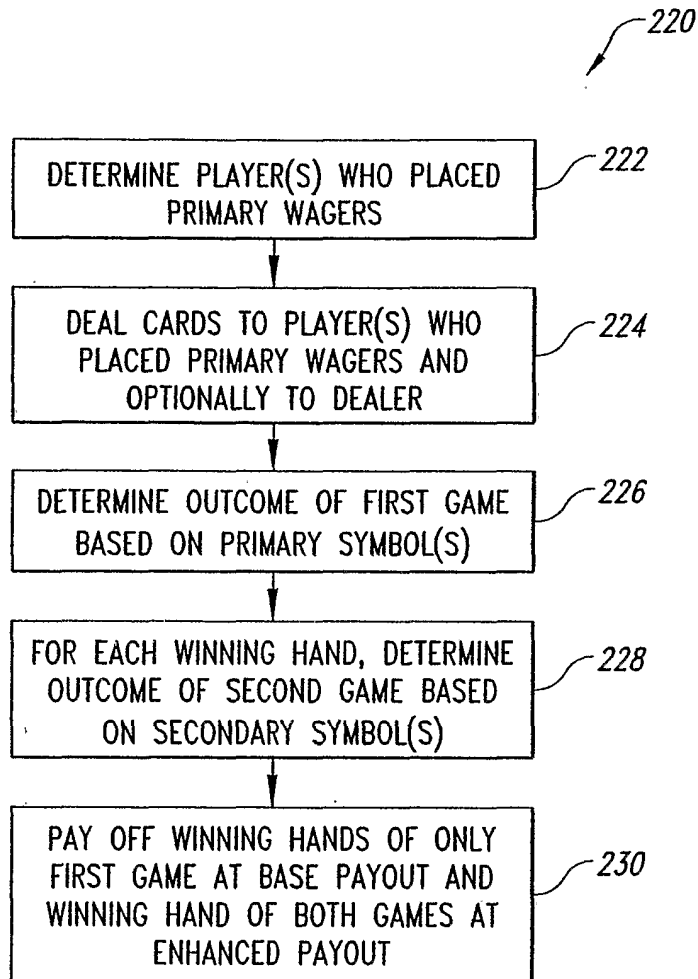 220
DETERMINE PLAYER(S) WHO PLACED
PRIMARY WAGERS
222
DEAL CARDS TO PLAYER(S) WHO
PLACED PRIMARY WAGERS AND
OPTIONALLY TO DEALER
224
DETERMINE OUTCOME OF FIRST GAME
BASED ON PRIMARY SYMBOL(S)
226
FOR EACH WINNING HAND, DETERMINE
OUTCOME OF SECOND GAME BASED
ON SECONDARY SYMBOL(S)
228
PAY OFF WINNING HANDS OF ONLY
FIRST GAME AT BASE PAYOUT AND
WINNING HAND OF BOTH GAMES AT
ENHANCED PAYOUT
230